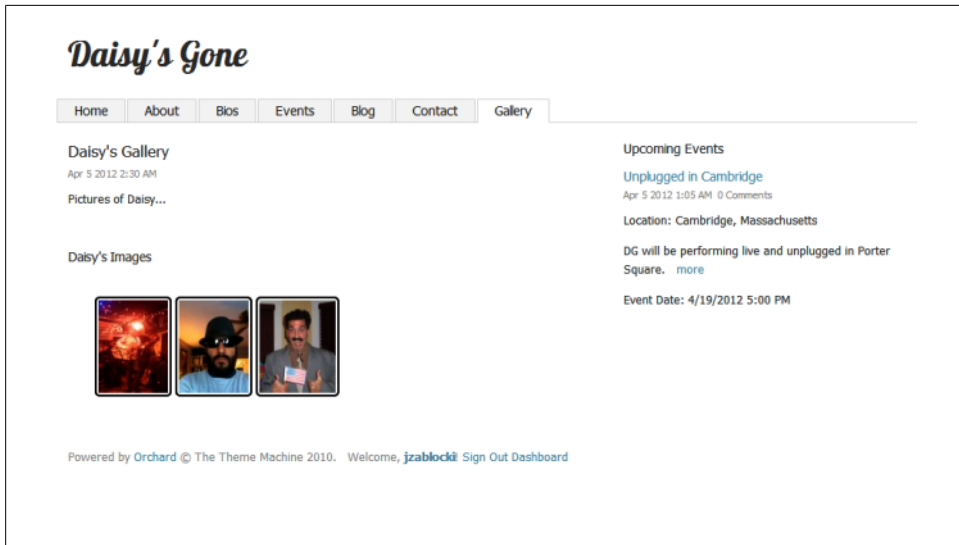 Daisy's Gone
Home About Bios Events Blog Contact Gallery
Daisy's Gallery
Apr 5 2012 2:30 AM
Pictures of Daisy...
Daisy's Images
Upcoming Events
Unplugged in Cambridge
Apr 5 2012 1:05 AM 0 Comments
Location: Cambridge, Massachusetts
DG will be performing live and unplugged in Porter
Square. more
Event Date: 4/19/2012 5:00 PM
Powered by Orchard © The Theme Machine 2010. Welcome, jzablocki! Sign Out Dashboard